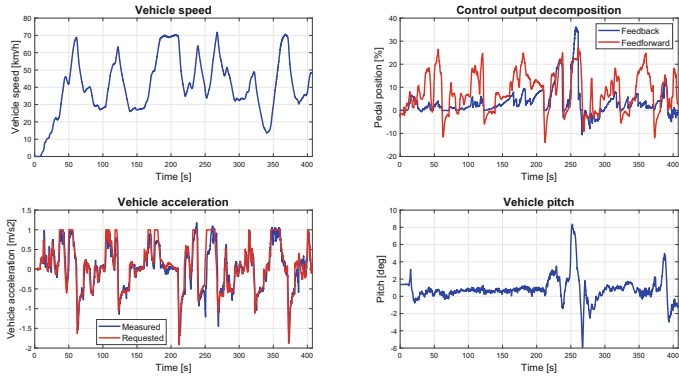 Vehicle speed
Vehicle speed [km/h]
80
70
60
50
40
30
20
10
0
0 50 100 150 200 250 300 350 400
Time [s]
Control output decomposition
Pedal position [%]
40
30
20
10
0
-10
-20
0 50 100 150 200 250 300 350 400
Time [s]
Feedback
Feedforward
Vehicle acceleration
Vehicle acceleration [m/s2]
1.5
1
0.5
0
-0.5
-1
-1.5
-2
0 50 100 150 200 250 300 350 400
Time [s]
Measured
Requested
Vehicle pitch
Pitch [deg]
10
8
6
4
2
0
-2
-4
-6
0 50 100 150 200 250 300 350 400
Time [s]